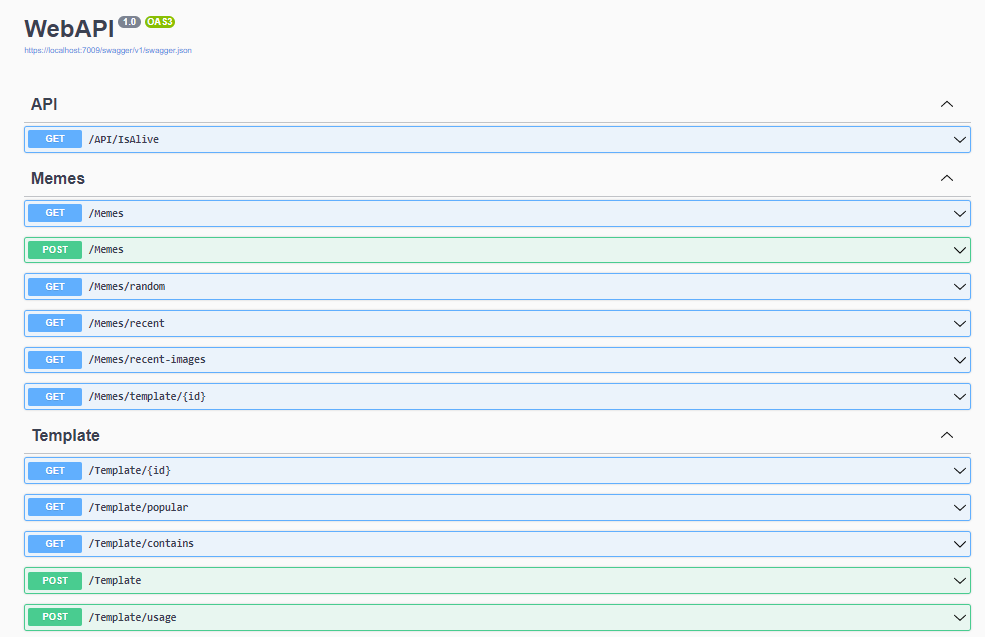 WebAPI 1.0 OAS3
https://localhost:7009/swagger/v1/swagger.json
API
GET /API/IsAlive
Memes
GET /Memes
POST /Memes
GET /Memes/random
GET /Memes/recent
GET /Memes/recent-images
GET /Memes/template/{id}
Template
GET /Template/{id}
GET /Template/popular
GET /Template/contains
POST /Template
POST /Template/usage